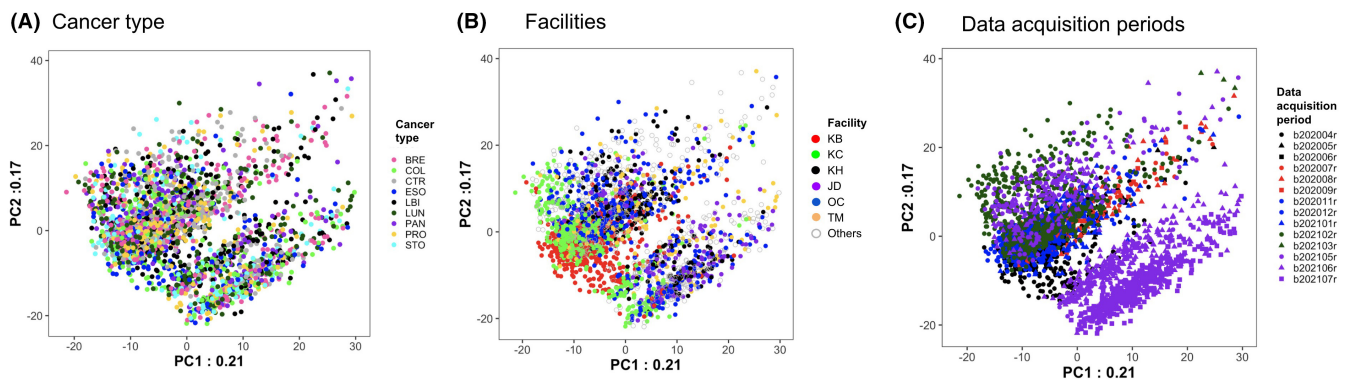 (A) Cancer type
40
20
0
-20
-20
-10
0
10
20
30
PC2 :0.17
PC1 : 0.21
Cancer
type
BRE
COL
CTR
ESO
LBI
LUN
PAN
PRO
STO
(B) Facilities
40
20
0
-20
-20
-10
0
10
20
30
PC2 :0.17
PC1 : 0.21
Facility
KB
KC
KH
JD
OC
TM
Others
(C) Data acquisition periods
40
20
0
-20
-20
-10
0
10
20
30
PC2 :0.17
PC1 : 0.21
Data
acquisition
period
b202004r
b202005r
b202006r
b202007r
b202008r
b202009r
b202011r
b202012r
b202101r
b202102r
b202103r
b202105r
b202106r
b202107r